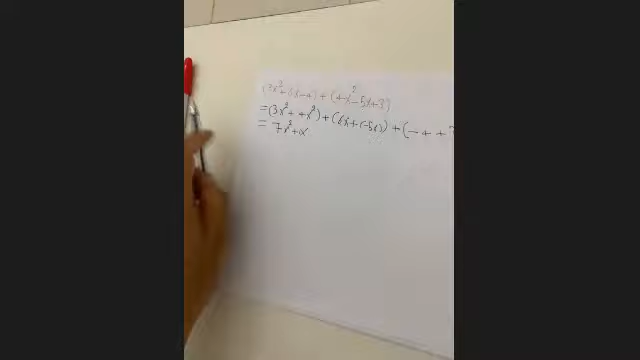 (3x²+6x-4) + (4x²-5x+3)
=(3x²+4x²)+(6x+(-5x))+(-4+3
= 7x²+x